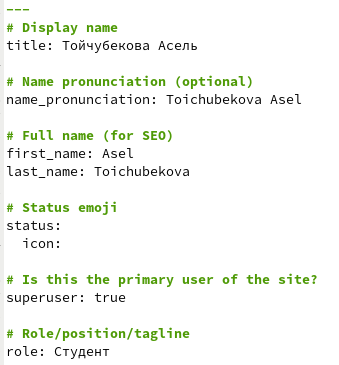 ---
# Display name
title: Тойчубекова Асель
# Name pronunciation (optional)
name_pronunciation: Toichubekova Asel
# Full name (for SEO)
first_name: Asel
last_name: Toichubekova
# Status emoji
status:
  icon:
# Is this the primary user of the site?
superuser: true
# Role/position/tagline
role: Студент